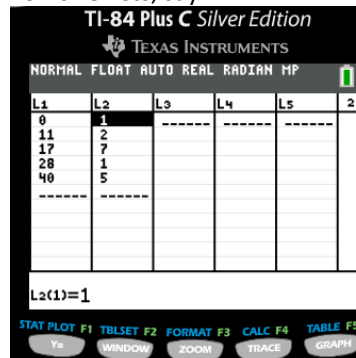 TI-84 Plus C Silver Edition
TEXAS INSTRUMENTS
NORMAL FLOAT AUTO REAL RADIAN MP
L1 L2 L3 L4 L5 2
0 1 ------ ------ ------
11 2
17 7
28 1
40 5
------ ------
L2(1)=1
STAT PLOT F1 TBLSET F2 FORMAT F3 CALC F4 TABLE F5
Y= WINDOW ZOOM TRACE GRAPH